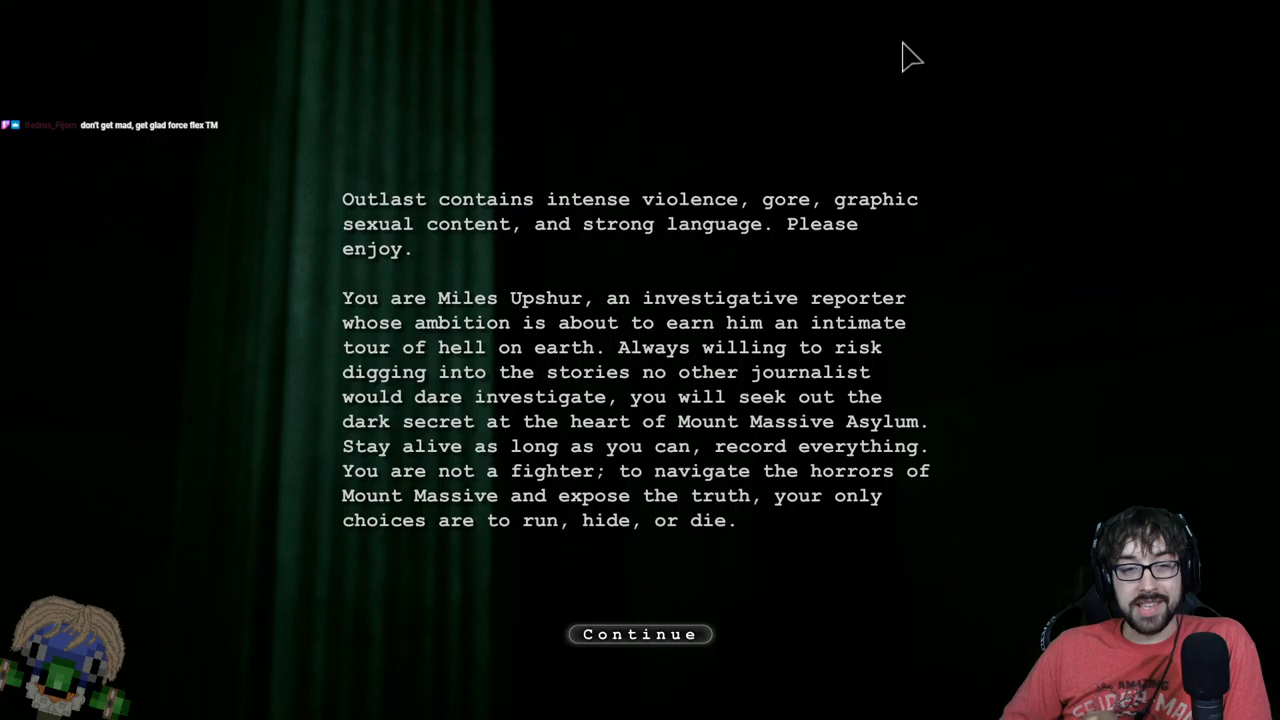 Redrus_Fijorn don't get mad, get glad force flex TM
Outlast contains intense violence, gore, graphic
sexual content, and strong language. Please
enjoy.
You are Miles Upshur, an investigative reporter
whose ambition is about to earn him an intimate
tour of hell on earth. Always willing to risk
digging into the stories no other journalist
would dare investigate, you will seek out the
dark secret at the heart of Mount Massive Asylum.
Stay alive as long as you can, record everything.
You are not a fighter; to navigate the horrors of
Mount Massive and expose the truth, your only
choices are to run, hide, or die.
Continue
AMAZING